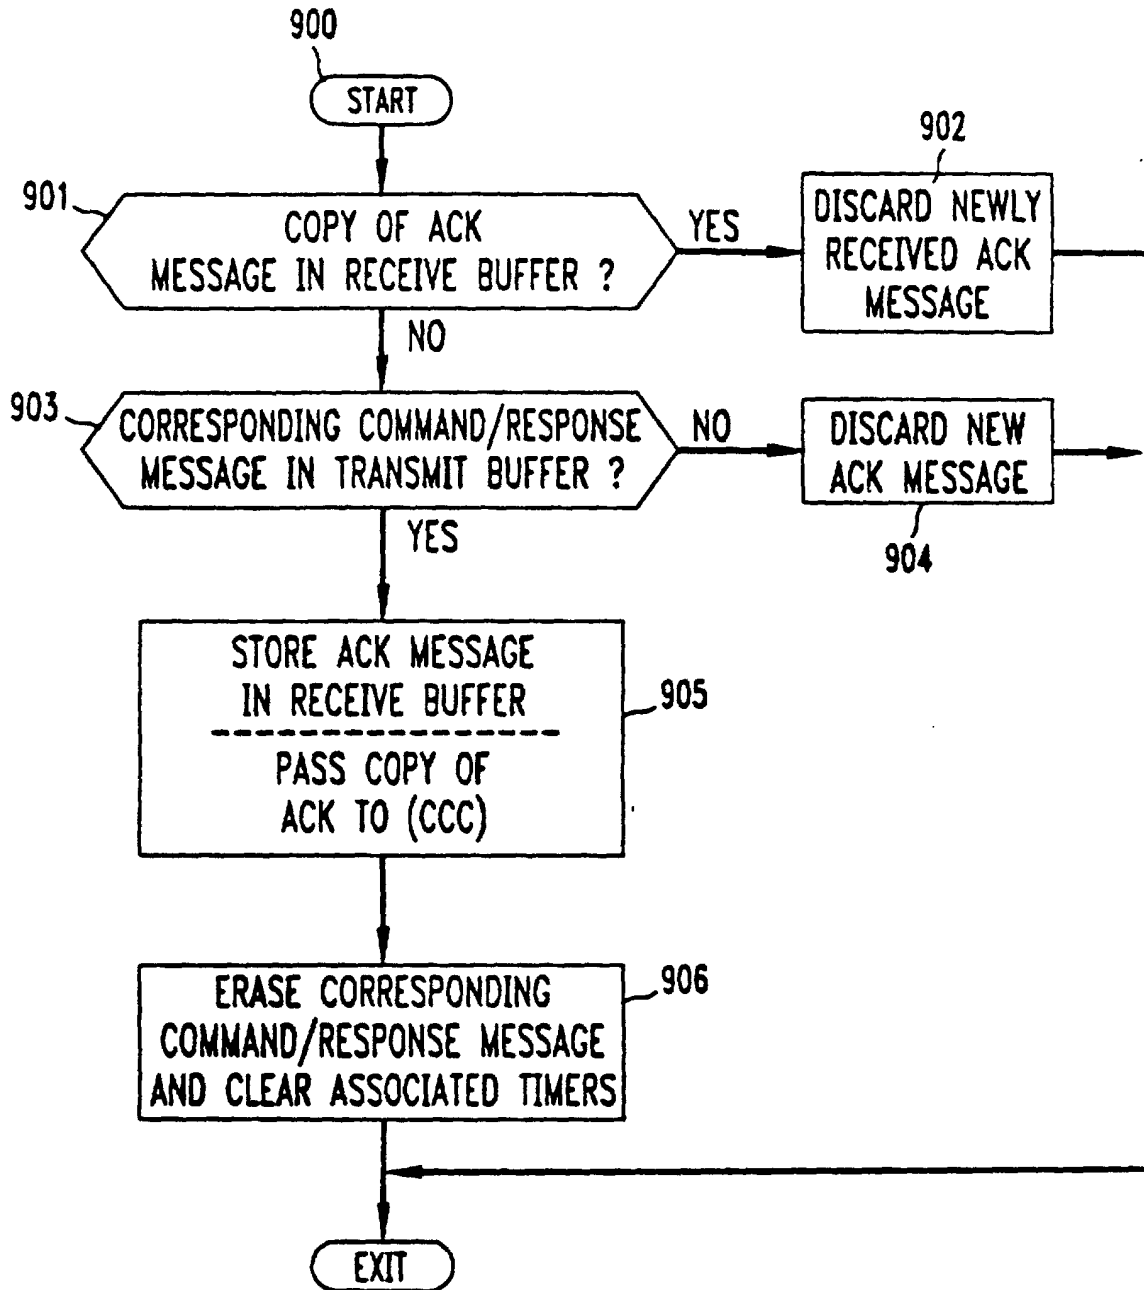 900
START
901
COPY OF ACK
MESSAGE IN RECEIVE BUFFER ?
YES
902
DISCARD NEWLY
RECEIVED ACK
MESSAGE
NO
903
CORRESPONDING COMMAND/RESPONSE
MESSAGE IN TRANSMIT BUFFER ?
NO
DISCARD NEW
ACK MESSAGE
904
YES
STORE ACK MESSAGE
IN RECEIVE BUFFER
PASS COPY OF
ACK TO (CCC)
905
ERASE CORRESPONDING
COMMAND/RESPONSE MESSAGE
AND CLEAR ASSOCIATED TIMERS
906
EXIT